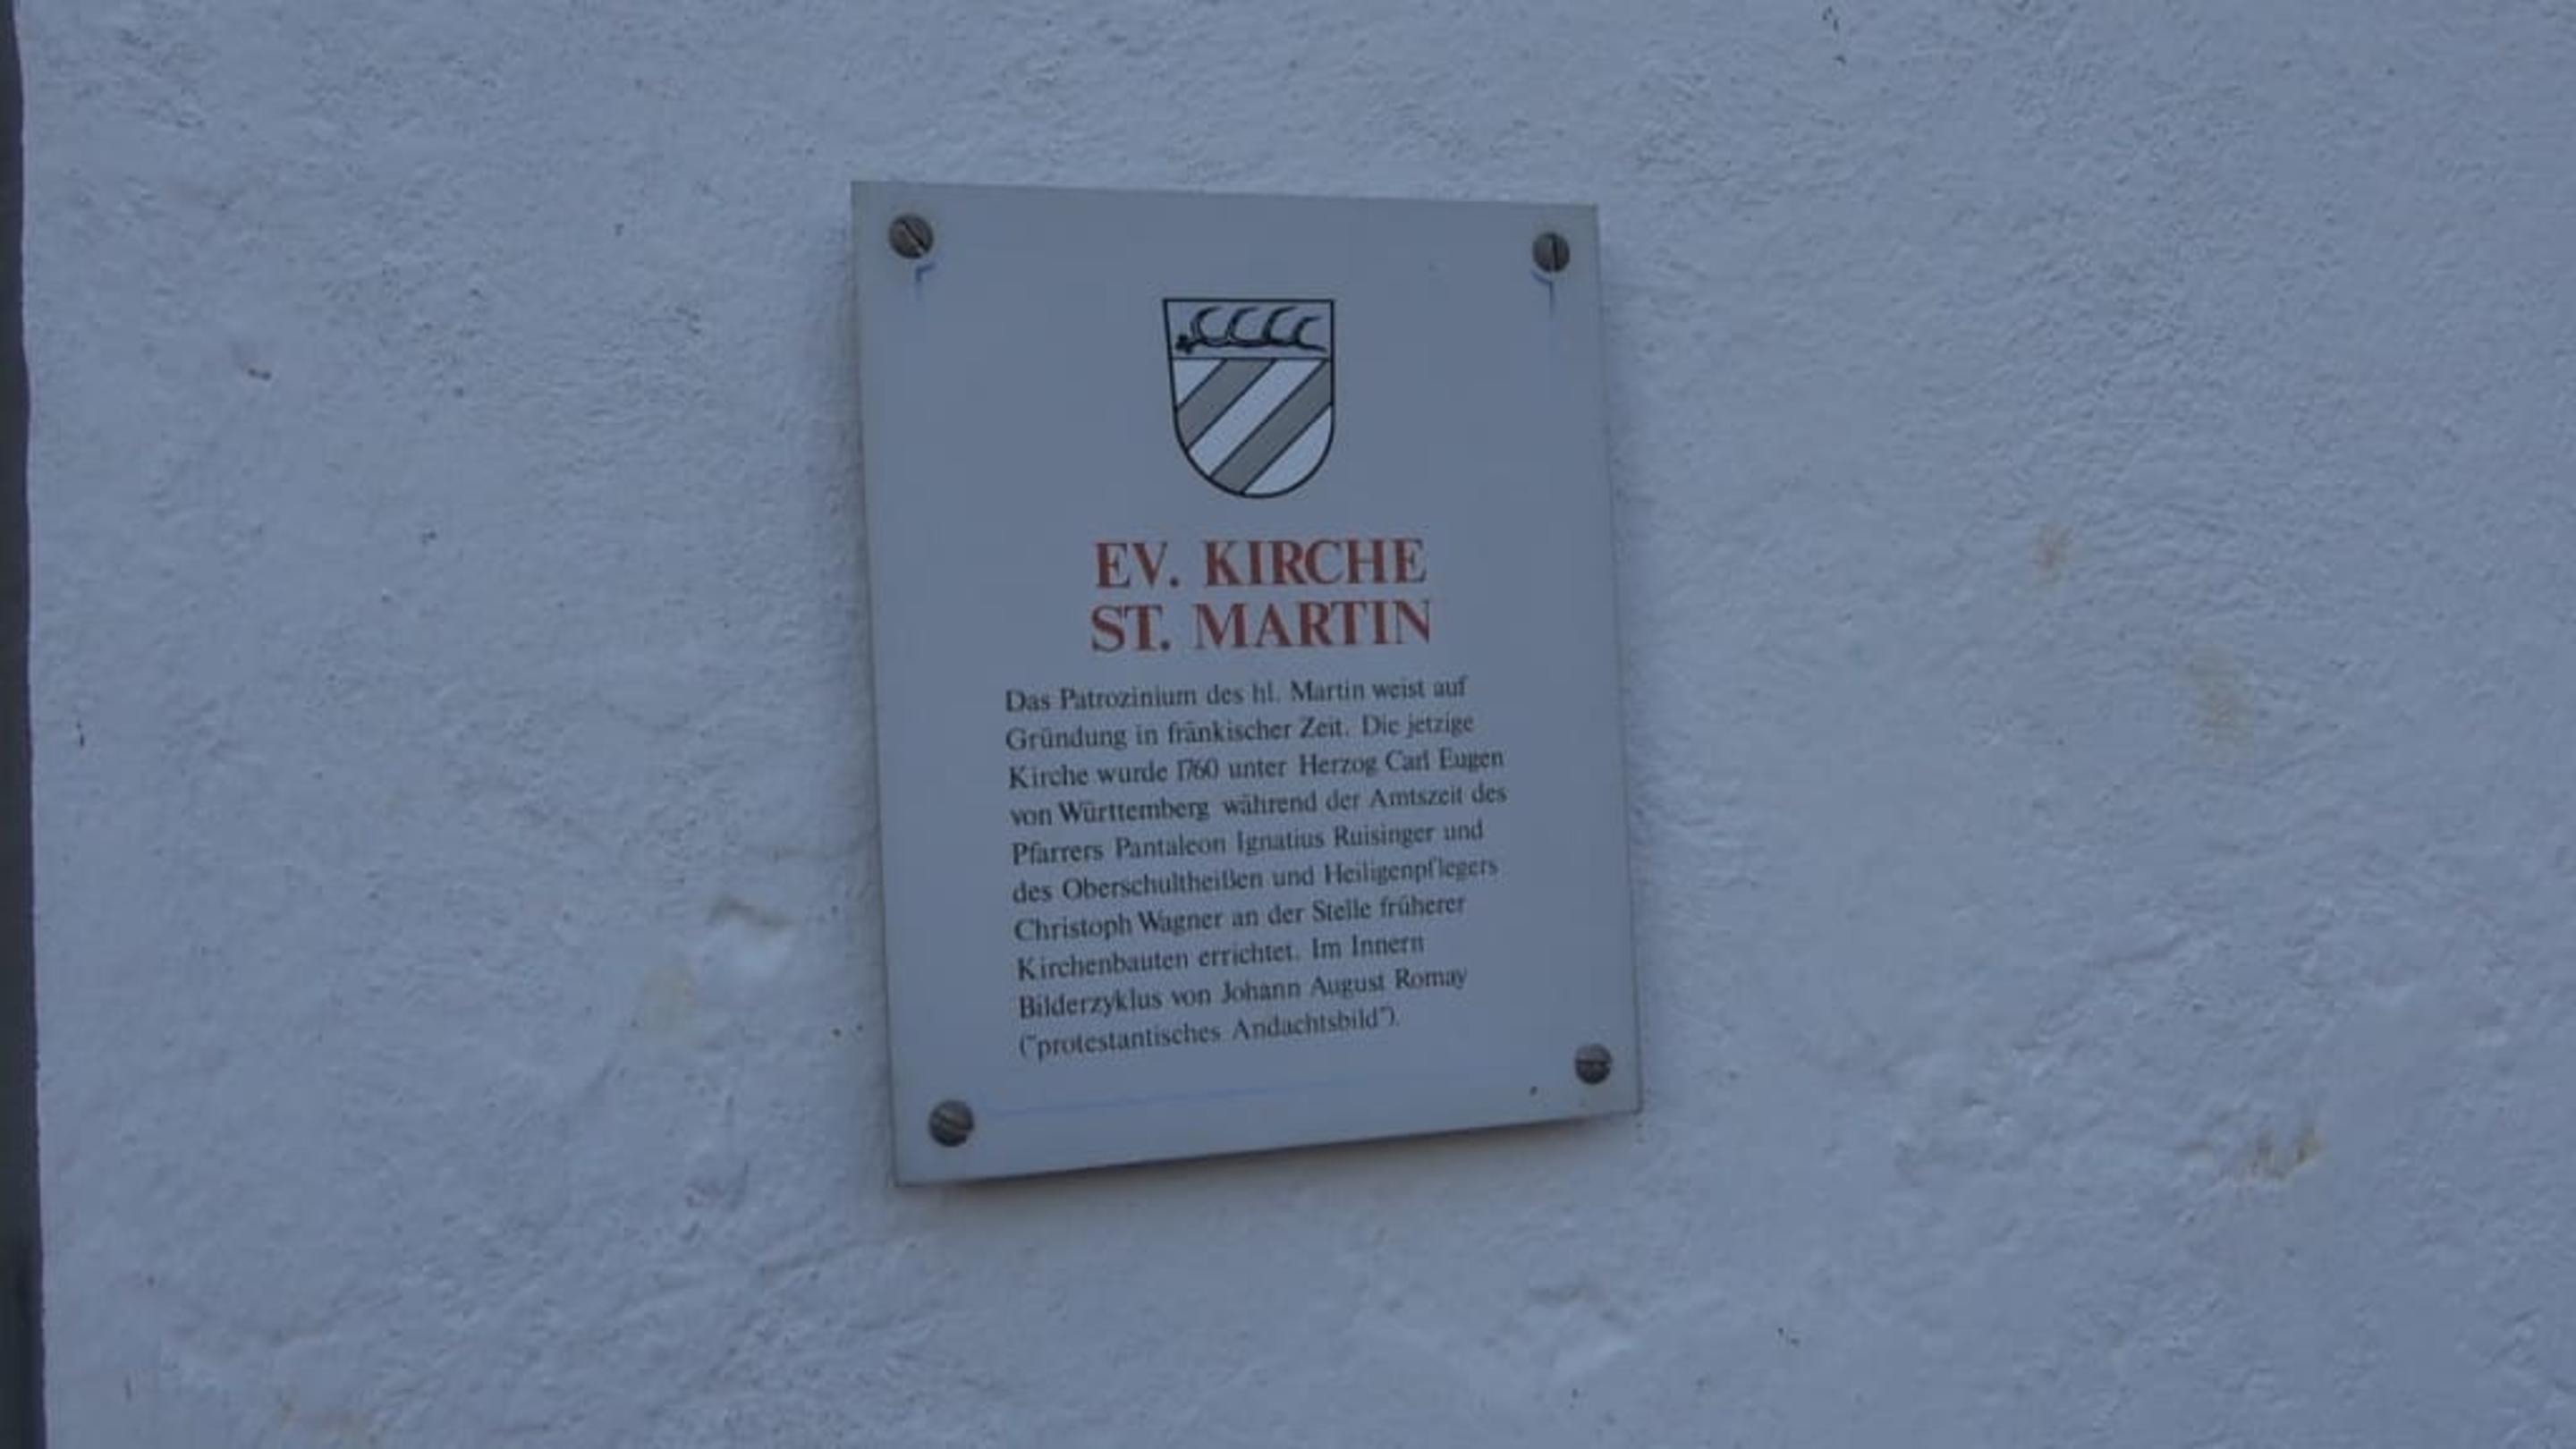 EV. KIRCHE
ST. MARTIN
Das Patrozinium des hl. Martin weist auf
Gründung in fränkischer Zeit. Die jetzige
Kirche wurde 1760 unter Herzog Carl Eugen
von Württemberg während der Amtszeit des
Pfarrers Pantaleon Ignatius Ruisinger und
des Oberschultheißen und Heiligenpflegers
Christoph Wagner an der Stelle früherer
Kirchenbauten errichtet. Im Innern
Bilderzyklus von Johann August Romay
("protestantisches Andachtsbild").